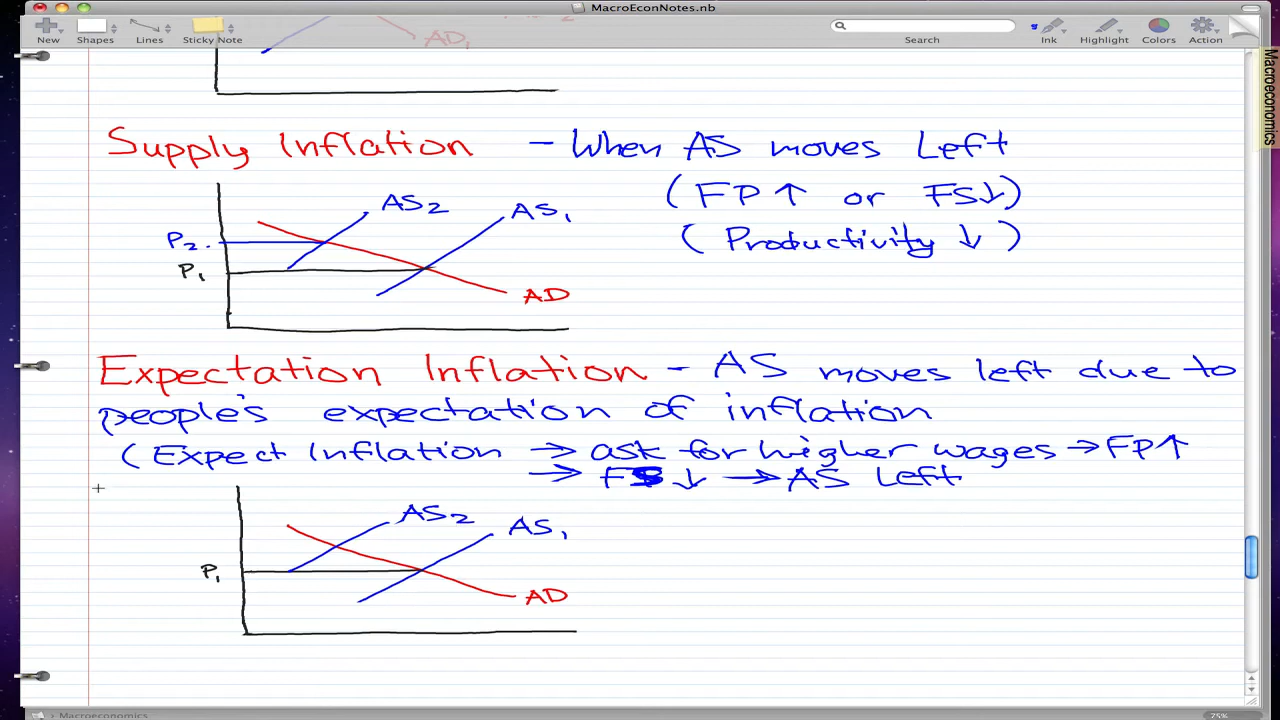 MacroEconNotes.nb
New Shapes Lines Sticky Note Search Ink Highlight Colors Action
Macroeconomics
AD₁
Supply Inflation - When AS moves Left
(FP↑ or FS↓)
(Productivity ↓)
AS2
AS₁
P2
P₁
AD
Expectation Inflation - AS moves left due to
people's expectation of inflation
(Expect Inflation → ask for higher wages → FP↑
→ FS ↓ → AS Left
AS2
AS₁
P₁
AD
Macroeconomics
75%